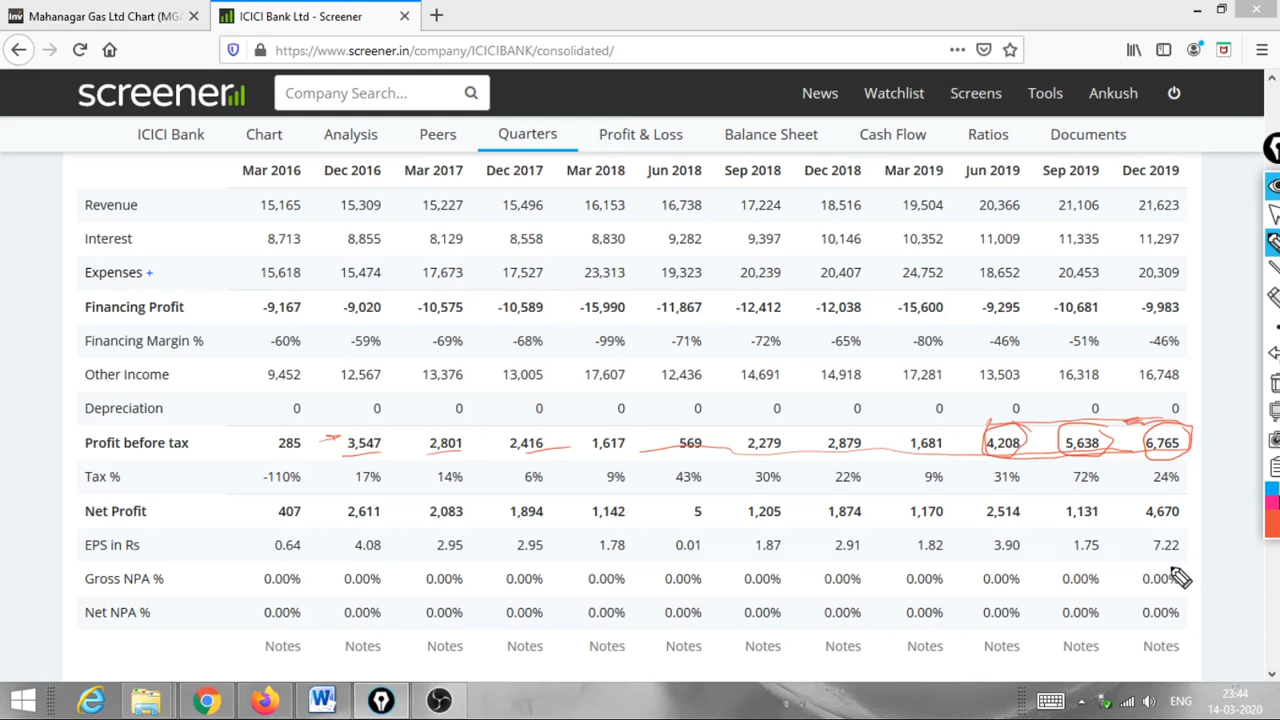 Mahanagar Gas Ltd Chart (MGA
ICICI Bank Ltd - Screener
https://www.screener.in/company/ICICIBANK/consolidated/
screener
Company Search...
News Watchlist Screens Tools Ankush
ICICI Bank Chart Analysis Peers Quarters Profit & Loss Balance Sheet Cash Flow Ratios Documents
Mar 2016 Dec 2016 Mar 2017 Dec 2017 Mar 2018 Jun 2018 Sep 2018 Dec 2018 Mar 2019 Jun 2019 Sep 2019 Dec 2019
Revenue 15,165 15,309 15,227 15,496 16,153 16,738 17,224 18,516 19,504 20,366 21,106 21,623
Interest 8,713 8,855 8,129 8,558 8,830 9,282 9,397 10,146 10,352 11,009 11,335 11,297
Expenses + 15,618 15,474 17,673 17,527 23,313 19,323 20,239 20,407 24,752 18,652 20,453 20,309
Financing Profit -9,167 -9,020 -10,575 -10,589 -15,990 -11,867 -12,412 -12,038 -15,600 -9,295 -10,681 -9,983
Financing Margin % -60% -59% -69% -68% -99% -71% -72% -65% -80% -46% -51% -46%
Other Income 9,452 12,567 13,376 13,005 17,607 12,436 14,691 14,918 17,281 13,503 16,318 16,748
Depreciation 0 0 0 0 0 0 0 0 0 0 0 0
Profit before tax 285 3,547 2,801 2,416 1,617 569 2,279 2,879 1,681 4,208 5,638 6,765
Tax % -110% 17% 14% 6% 9% 43% 30% 22% 9% 31% 72% 24%
Net Profit 407 2,611 2,083 1,894 1,142 5 1,205 1,874 1,170 2,514 1,131 4,670
EPS in Rs 0.64 4.08 2.95 2.95 1.78 0.01 1.87 2.91 1.82 3.90 1.75 7.22
Gross NPA % 0.00% 0.00% 0.00% 0.00% 0.00% 0.00% 0.00% 0.00% 0.00% 0.00% 0.00% 0.00%
Net NPA % 0.00% 0.00% 0.00% 0.00% 0.00% 0.00% 0.00% 0.00% 0.00% 0.00% 0.00% 0.00%
Notes Notes Notes Notes Notes Notes Notes Notes Notes Notes Notes Notes
ENG
23:44
14-03-2020